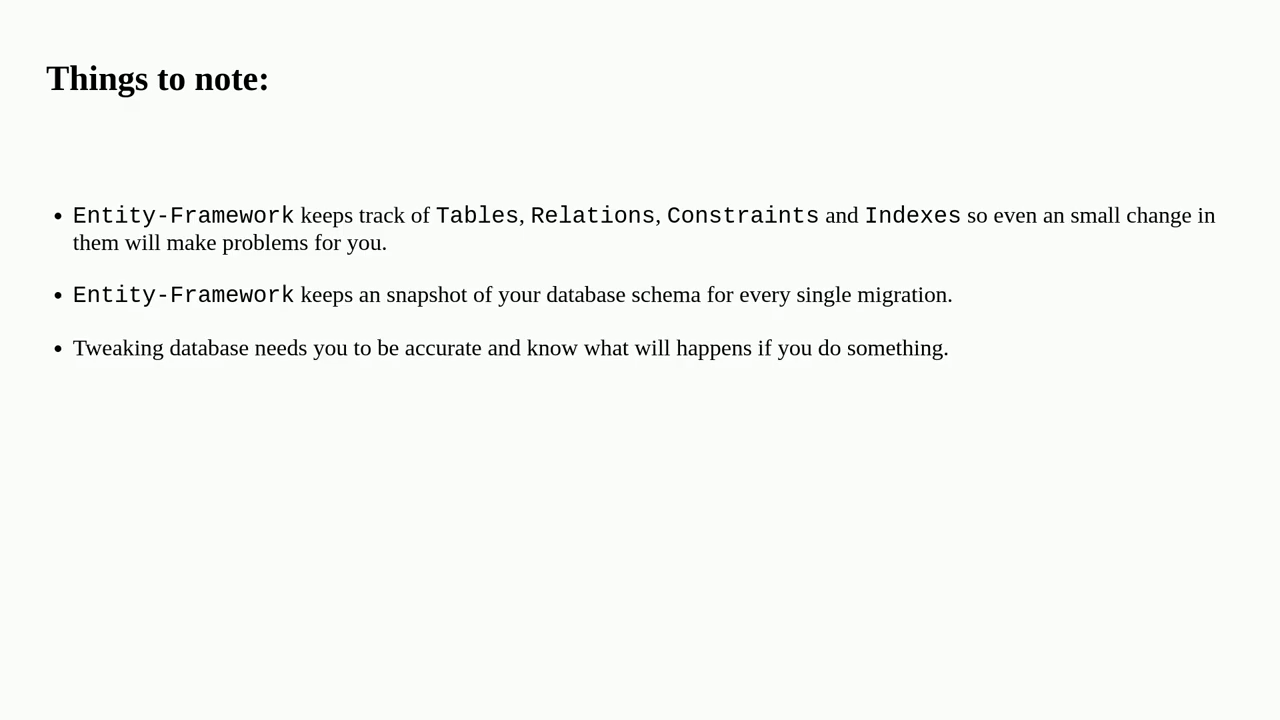 Things to note:
• Entity-Framework keeps track of Tables, Relations, Constraints and Indexes so even an small change in
them will make problems for you.
• Entity-Framework keeps an snapshot of your database schema for every single migration.
• Tweaking database needs you to be accurate and know what will happens if you do something.